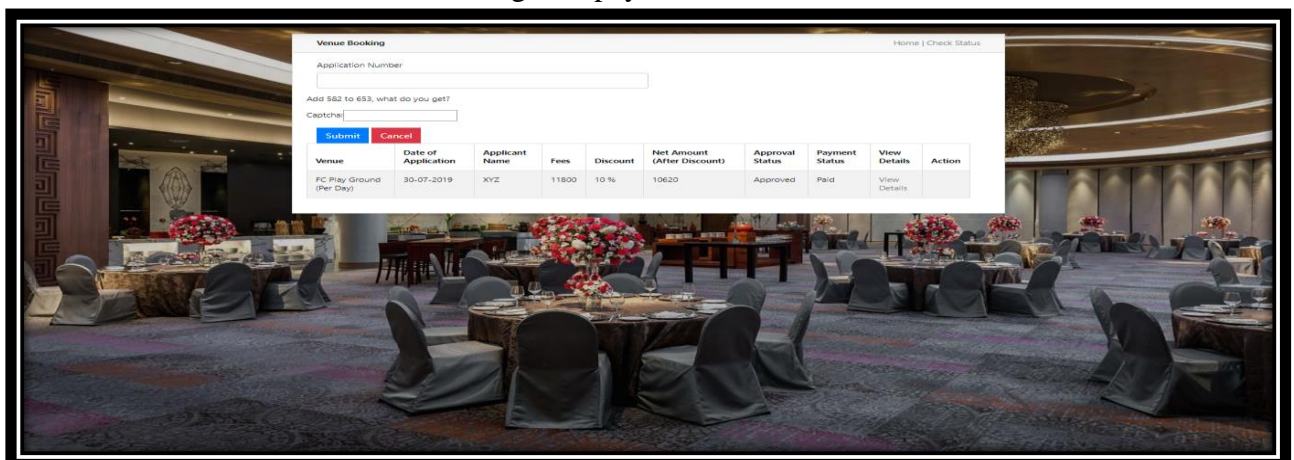 Venue Booking
Home | Check Status
Application Number
Add 582 to 653, what do you get?
Captcha:
Submit Cancel
Venue Date of Application Applicant Name Fees Discount Net Amount (After Discount) Approval Status Payment Status View Details Action
FC Play Ground (Per Day) 30-07-2019 XYZ 11800 10 % 10620 Approved Paid View Details